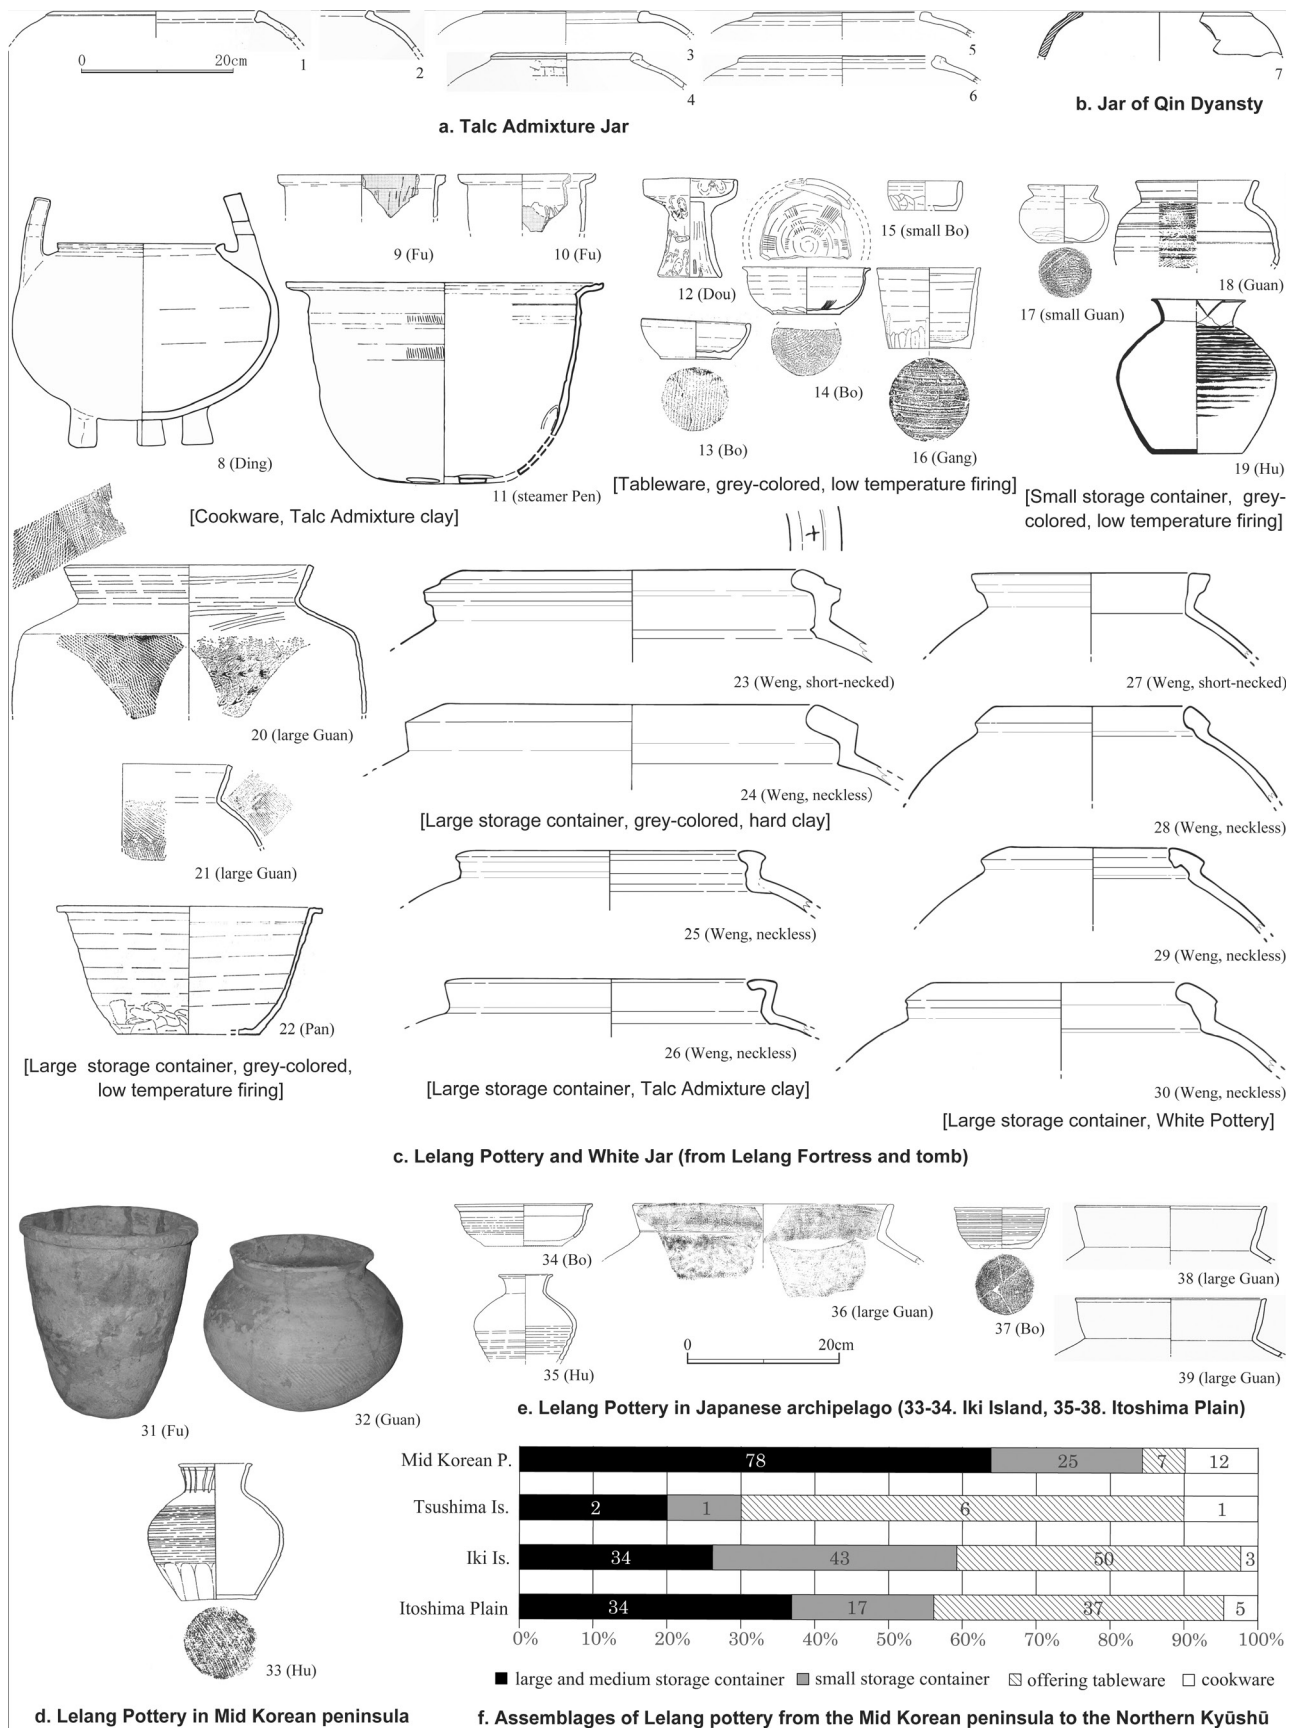 0 20cm
1
2
3
4
5
6
7
a. Talc Admixture Jar
b. Jar of Qin Dyansty
8 (Ding)
9 (Fu)
10 (Fu)
11 (steamer Pen)
[Cookware, Talc Admixture clay]
12 (Dou)
13 (Bo)
14 (Bo)
15 (small Bo)
16 (Gang)
[Tableware, grey-colored, low temperature firing]
17 (small Guan)
18 (Guan)
19 (Hu)
[Small storage container, grey-
colored, low temperature firing]
20 (large Guan)
21 (large Guan)
22 (Pan)
[Large storage container, grey-colored,
low temperature firing]
23 (Weng, short-necked)
24 (Weng, neckless)
[Large storage container, grey-colored, hard clay]
25 (Weng, neckless)
26 (Weng, neckless)
[Large storage container, Talc Admixture clay]
27 (Weng, short-necked)
28 (Weng, neckless)
29 (Weng, neckless)
30 (Weng, neckless)
[Large storage container, White Pottery]
c. Lelang Pottery and White Jar (from Lelang Fortress and tomb)
31 (Fu)
32 (Guan)
33 (Hu)
d. Lelang Pottery in Mid Korean peninsula
34 (Bo)
35 (Hu)
36 (large Guan)
37 (Bo)
38 (large Guan)
39 (large Guan)
0 20cm
e. Lelang Pottery in Japanese archipelago (33-34. Iki Island, 35-38. Itoshima Plain)
Mid Korean P. 78 25 7 12
Tsushima Is. 2 1 6 1
Iki Is. 34 43 50 3
Itoshima Plain 34 17 37 5
0% 10% 20% 30% 40% 50% 60% 70% 80% 90% 100%
large and medium storage container small storage container offering tableware cookware
f. Assemblages of Lelang pottery from the Mid Korean peninsula to the Northern Kyūshū